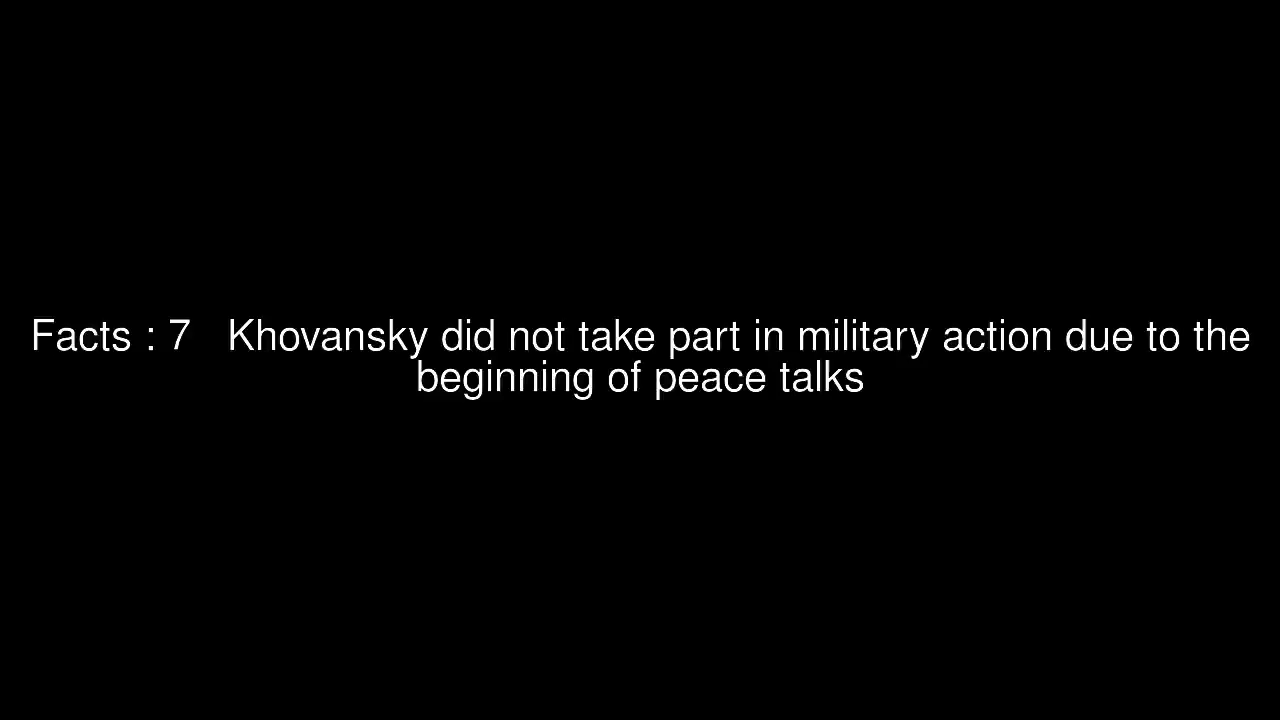 Facts : 7   Khovansky did not take part in military action due to the
beginning of peace talks